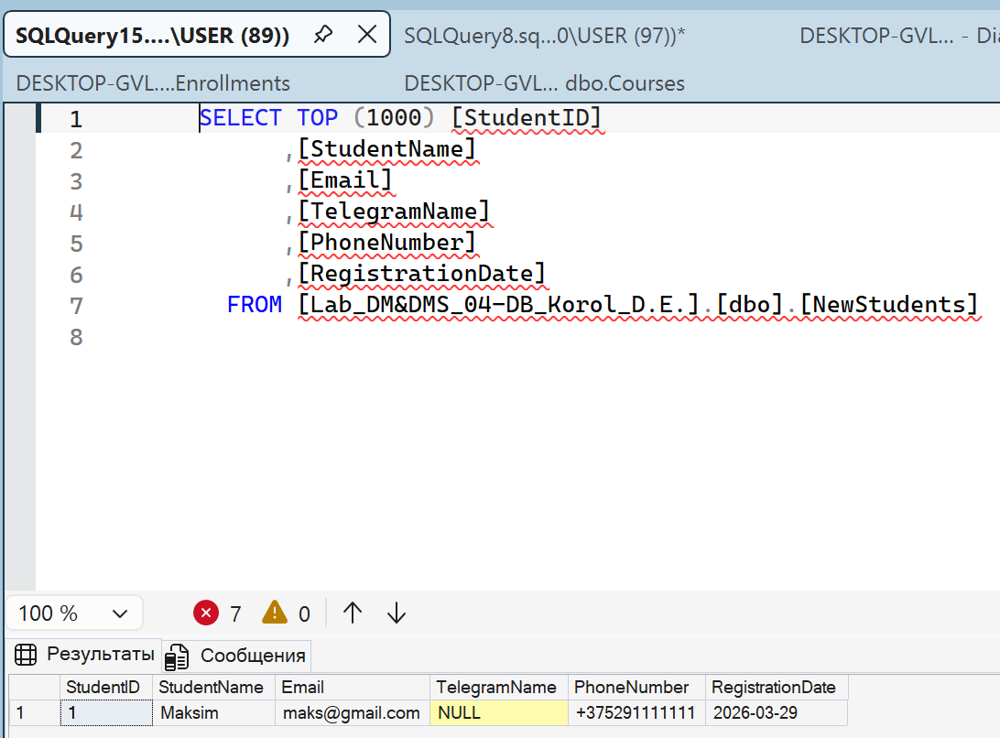 SQLQuery15....\USER (89)) SQLQuery8.sq...0\USER (97))* DESKTOP-GVL... - Dia
DESKTOP-GVL....Enrollments DESKTOP-GVL... dbo.Courses
1 SELECT TOP (1000) [StudentID]
2 ,[StudentName]
3 ,[Email]
4 ,[TelegramName]
5 ,[PhoneNumber]
6 ,[RegistrationDate]
7 FROM [Lab_DM&DMS_04-DB_Korol_D.E.].[dbo].[NewStudents]
8
100 % 7 0
Результаты Сообщения
StudentID StudentName Email TelegramName PhoneNumber RegistrationDate
1 1 Maksim maks@gmail.com NULL +375291111111 2026-03-29